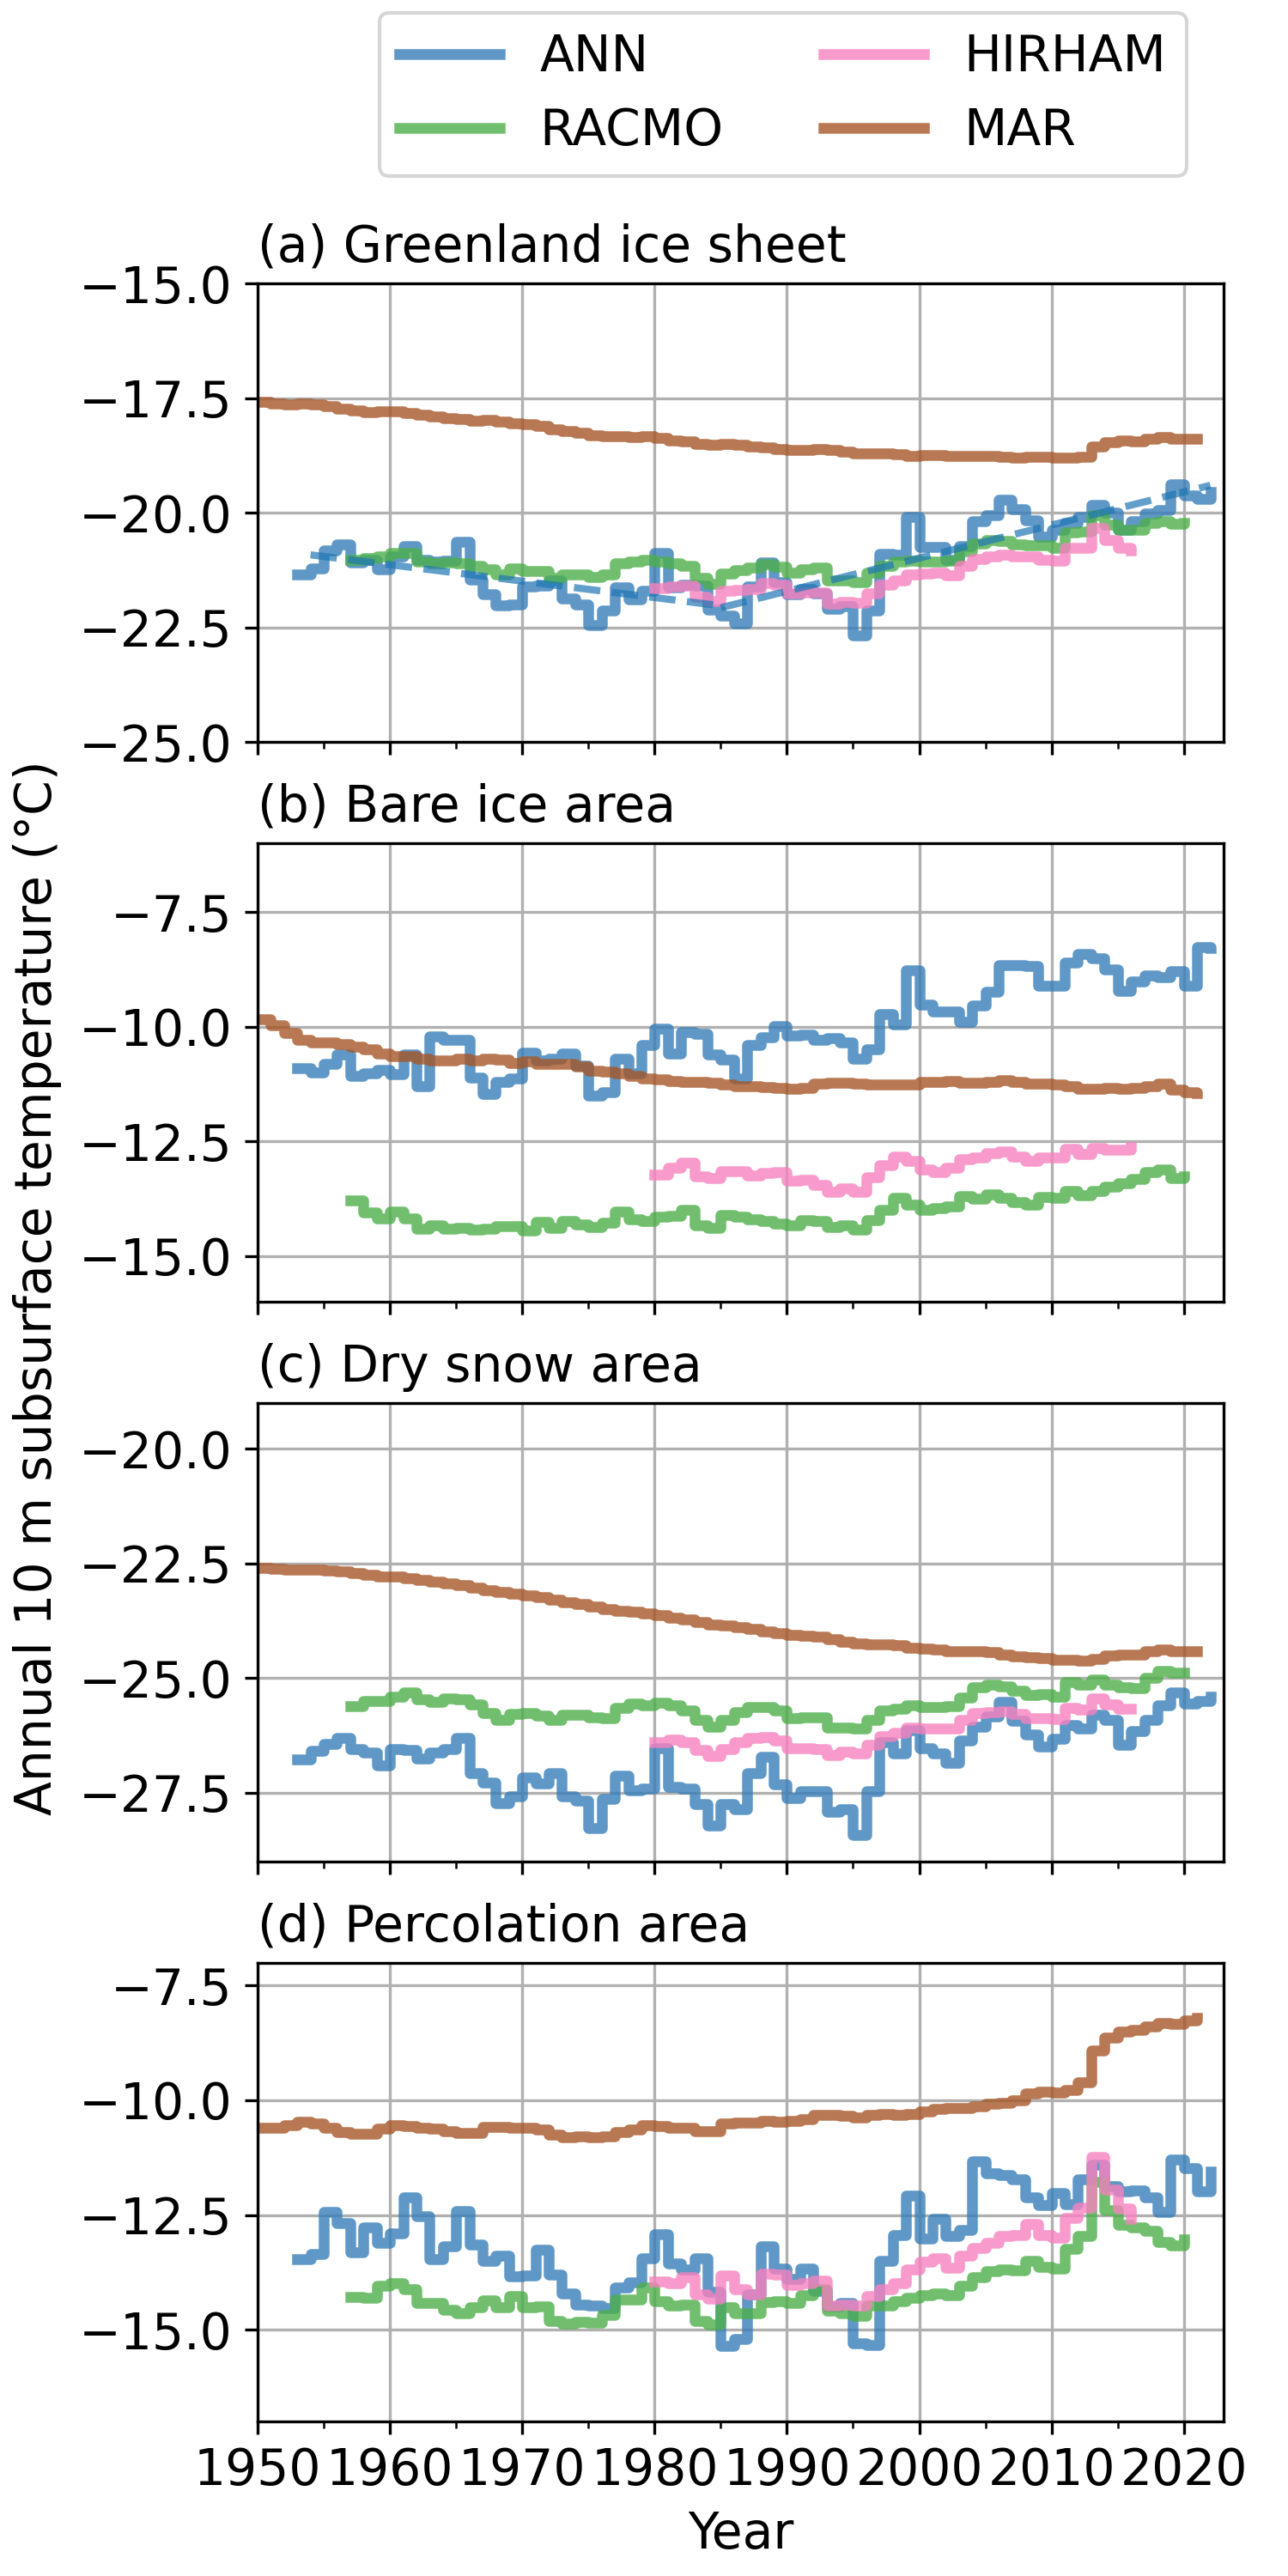 ANN HIRHAM
RACMO MAR
(a) Greenland ice sheet
−15.0
−17.5
−20.0
−22.5
−25.0
(b) Bare ice area
−7.5
−10.0
−12.5
−15.0
(c) Dry snow area
−20.0
−22.5
−25.0
−27.5
(d) Percolation area
−7.5
−10.0
−12.5
−15.0
1950 1960 1970 1980 1990 2000 2010 2020
Year
Annual 10 m subsurface temperature (°C)